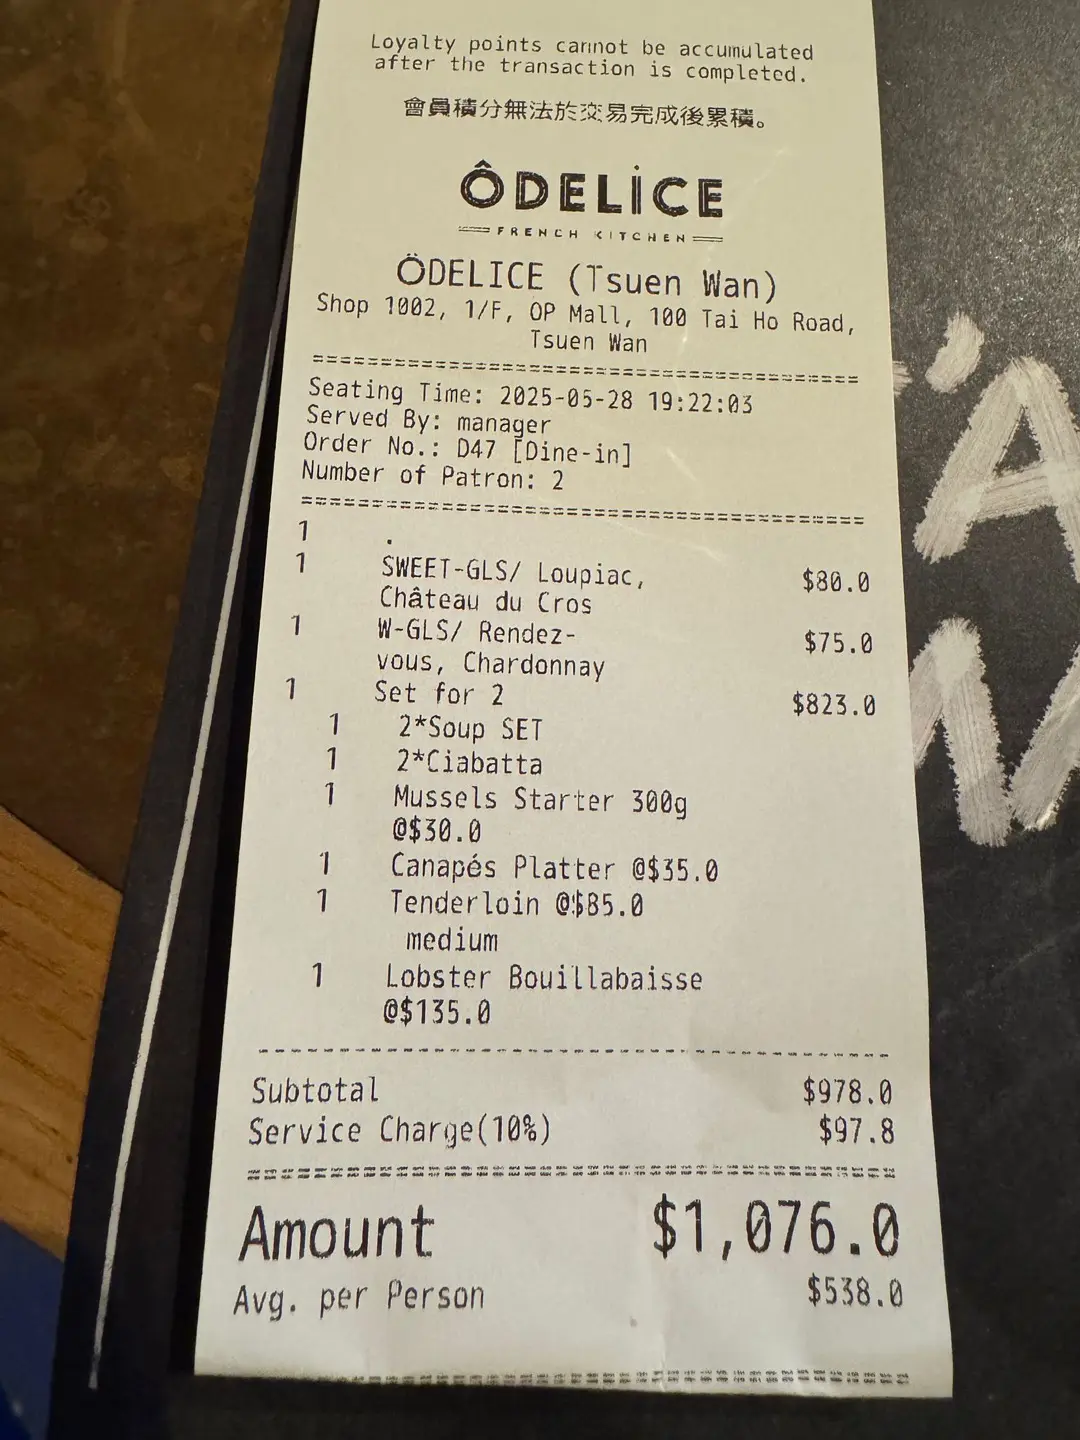 Loyalty points cannot be accumulated
after the transaction is completed.
會員積分無法於交易完成後累積。
ÔDELİCE
FRENCH KITCHEN
ÖDELICE (Tsuen Wan)
Shop 1002, 1/F, OP Mall, 100 Tai Ho Road,
Tsuen Wan
Seating Time: 2025-05-28 19:22:03
Served By: manager
Order No.: D47 [Dine-in]
Number of Patron: 2
1 .
1 SWEET-GLS/ Loupiac, $80.0
Château du Cros
1 W-GLS/ Rendez- $75.0
vous, Chardonnay
1 Set for 2 $823.0
1 2*Soup SET
1 2*Ciabatta
1 Mussels Starter 300g
@$30.0
1 Canapés Platter @$35.0
1 Tenderloin @$85.0
medium
1 Lobster Bouillabaisse
@$135.0
Subtotal $978.0
Service Charge(10%) $97.8
Amount $1,076.0
Avg. per Person $538.0